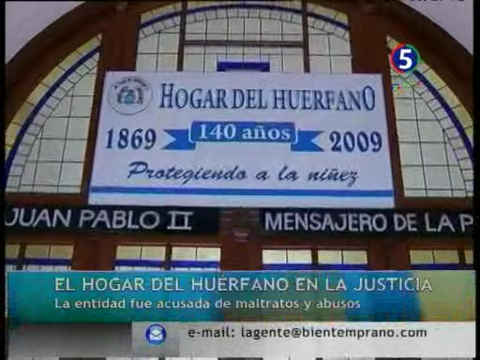 5
HOGAR DEL HUERFANO
1869 140 años 2009
Protegiendo a la niñez
JUAN PABLO II MENSAJERO DE LA P
EL HOGAR DEL HUÉRFANO EN LA JUSTICIA
La entidad fue acusada de maltratos y abusos
e-mail: lagente@bientemprano.com